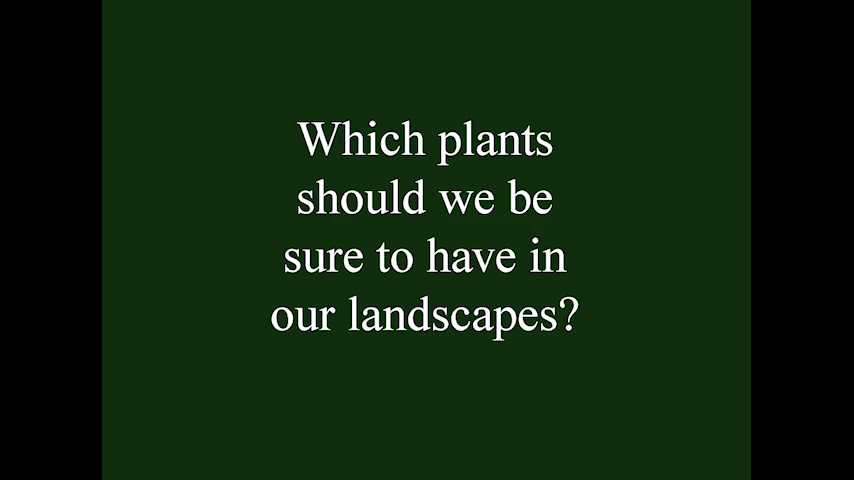 Which plants
should we be
sure to have in
our landscapes?